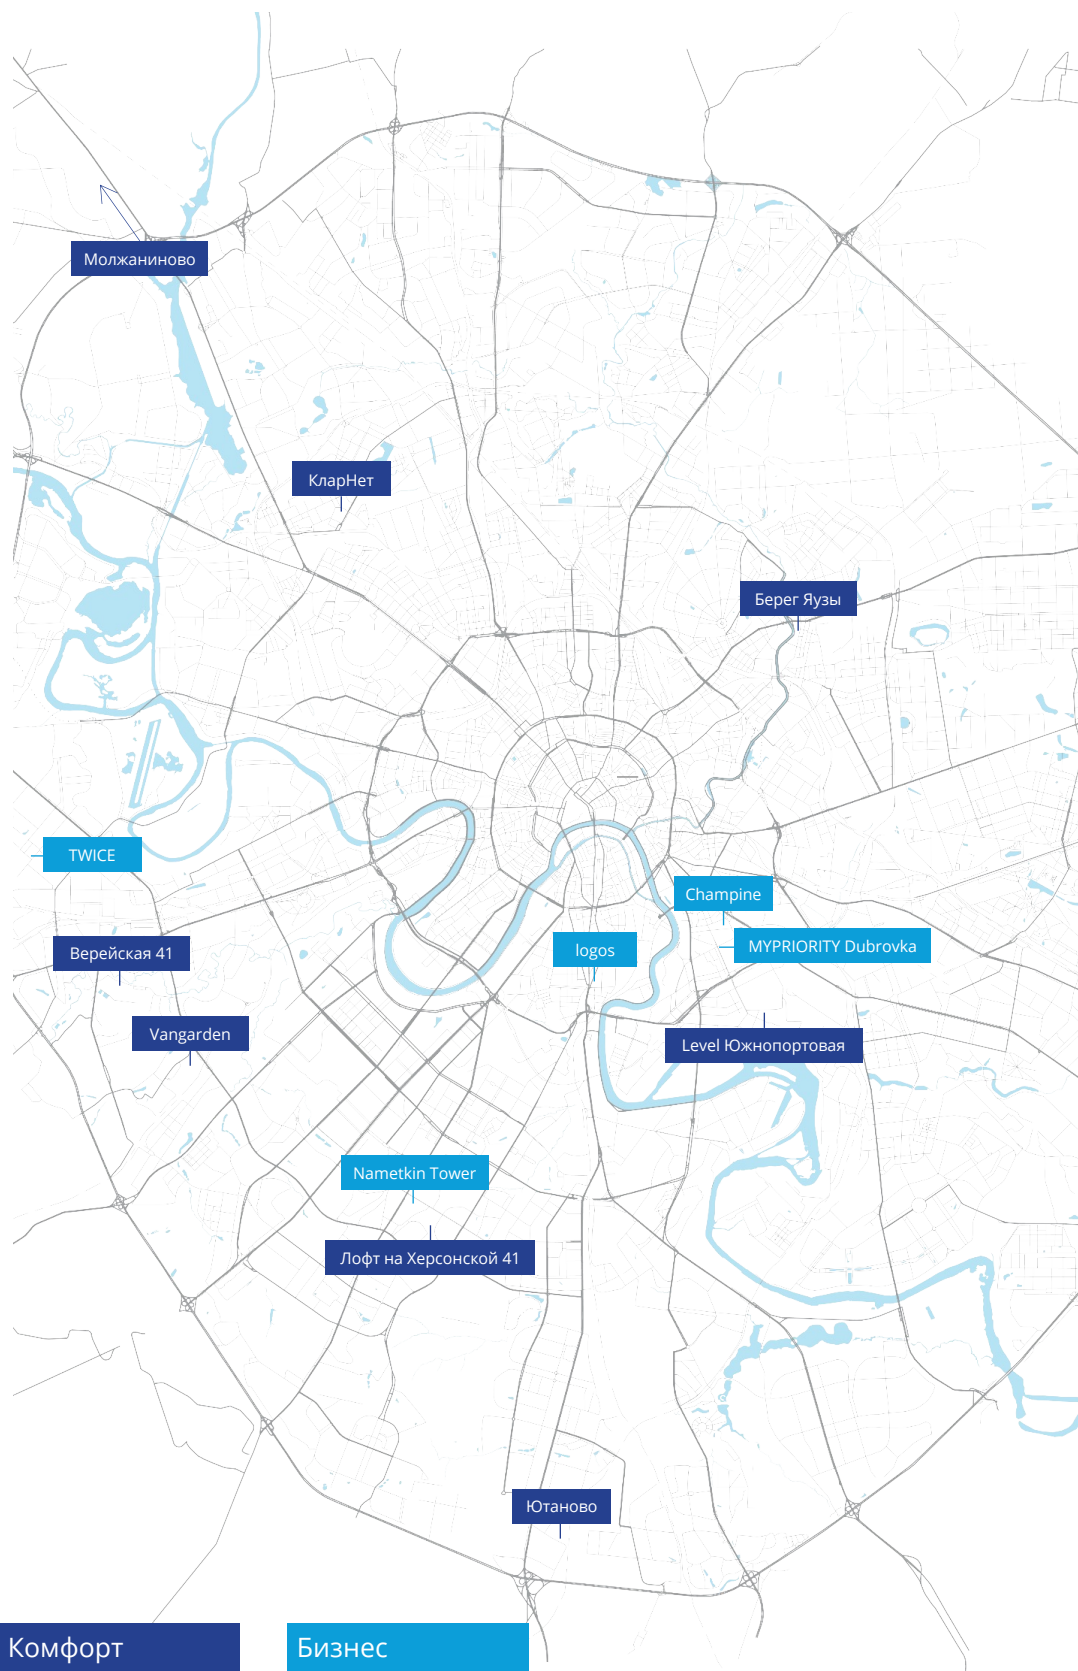 Молжаниново
КларНет
Берег Яузы
TWICE
Champine
Верейская 41
logos
MYPRIORITY Dubrovka
Vangarden
Level Южнопортовая
Nametkin Tower
Лофт на Херсонской 41
Ютаново
Комфорт
Бизнес